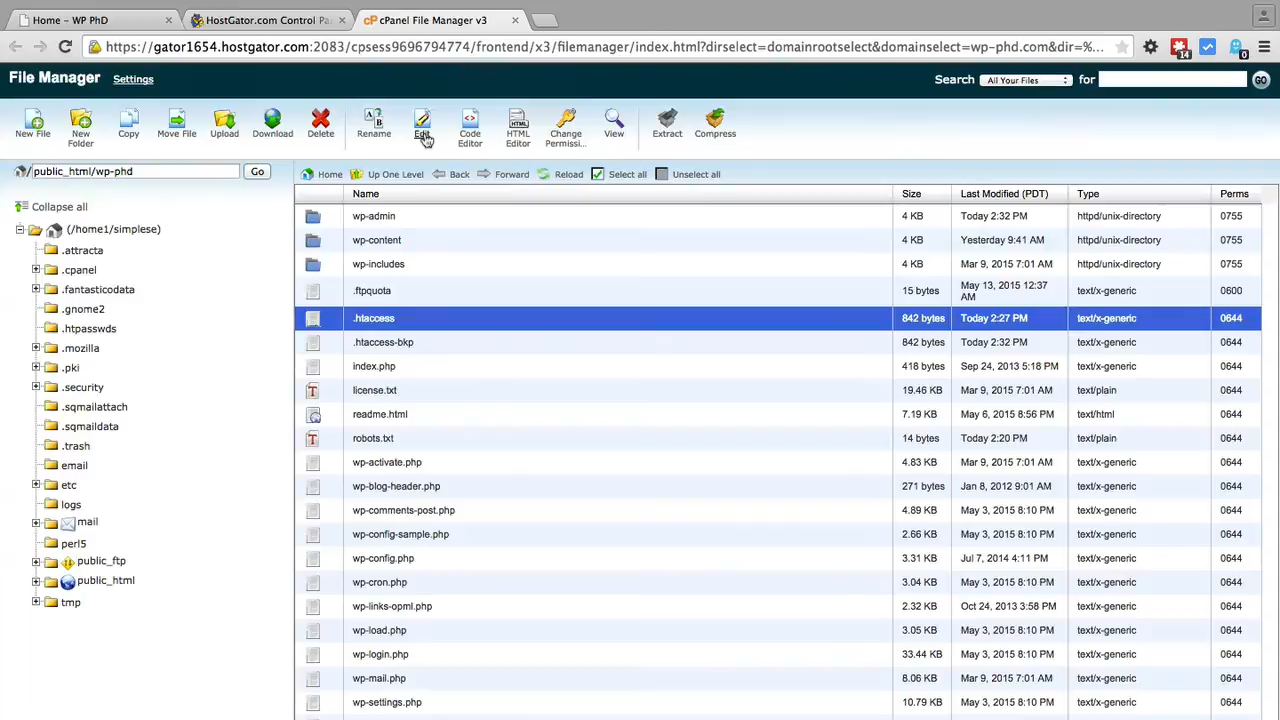 Home – WP PhD
HostGator.com Control Pa
cPanel File Manager v3
https://gator1654.hostgator.com:2083/cpsess9696794774/frontend/x3/filemanager/index.html?dirselect=domainrootselect&domainselect=wp-phd.com&dir=%...
14
0
File Manager Settings
Search All Your Files for GO
New File
New Folder
Copy
Move File
Upload
Download
Delete
Rename
Edit
Code Editor
HTML Editor
Change Permissi...
View
Extract
Compress
/ public_html/wp-phd Go
Home Up One Level Back Forward Reload Select all Unselect all
Collapse all
(/home1/simplese)
.attracta
.cpanel
.fantasticodata
.gnome2
.htpasswds
.mozilla
.pki
.security
.sqmailattach
.sqmaildata
.trash
email
etc
logs
mail
perl5
public_ftp
public_html
tmp
Name Size Last Modified (PDT) Type Perms
wp-admin 4 KB Today 2:32 PM httpd/unix-directory 0755
wp-content 4 KB Yesterday 9:41 AM httpd/unix-directory 0755
wp-includes 4 KB Mar 9, 2015 7:01 AM httpd/unix-directory 0755
.ftpquota 15 bytes May 13, 2015 12:37 AM text/x-generic 0600
.htaccess 842 bytes Today 2:27 PM text/x-generic 0644
.htaccess-bkp 842 bytes Today 2:32 PM text/x-generic 0644
index.php 418 bytes Sep 24, 2013 5:18 PM text/x-generic 0644
license.txt 19.46 KB Mar 9, 2015 7:01 AM text/plain 0644
readme.html 7.19 KB May 6, 2015 8:56 PM text/html 0644
robots.txt 14 bytes Today 2:20 PM text/plain 0644
wp-activate.php 4.83 KB Mar 9, 2015 7:01 AM text/x-generic 0644
wp-blog-header.php 271 bytes Jan 8, 2012 9:01 AM text/x-generic 0644
wp-comments-post.php 4.89 KB May 3, 2015 8:10 PM text/x-generic 0644
wp-config-sample.php 2.66 KB May 3, 2015 8:10 PM text/x-generic 0644
wp-config.php 3.31 KB Jul 7, 2014 4:11 PM text/x-generic 0644
wp-cron.php 3.04 KB May 3, 2015 8:10 PM text/x-generic 0644
wp-links-opml.php 2.32 KB Oct 24, 2013 3:58 PM text/x-generic 0644
wp-load.php 3.05 KB May 3, 2015 8:10 PM text/x-generic 0644
wp-login.php 33.44 KB May 3, 2015 8:10 PM text/x-generic 0644
wp-mail.php 8.06 KB Mar 9, 2015 7:01 AM text/x-generic 0644
wp-settings.php 10.79 KB May 3, 2015 8:10 PM text/x-generic 0644